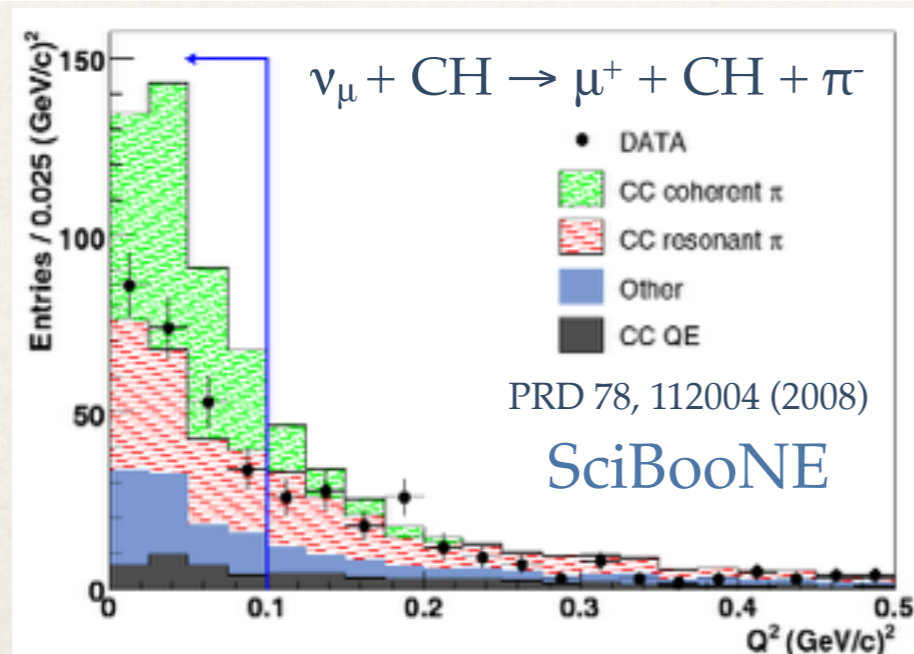 Entries / 0.025 (GeV/c)²
150
100
50
0
ν_μ + CH → μ⁺ + CH + π⁻
DATA
CC coherent π
CC resonant π
Other
CC QE
PRD 78, 112004 (2008)
SciBooNE
0 0.1 0.2 0.3 0.4 0.5
Q² (GeV/c)²